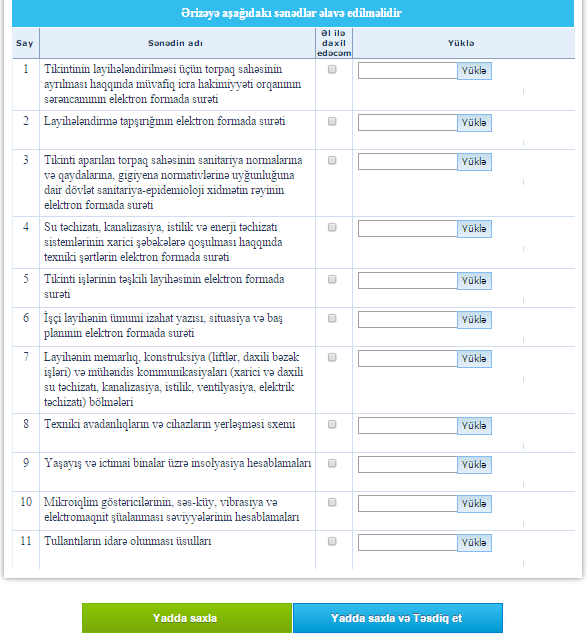 Ərizəyə aşağıdakı sənədlər əlavə edilməlidir
Say
Sənədin adı
Əl ilə
daxil
edəcəm
Yüklə
1
Tikintinin layihələndirilməsi üçün torpaq sahəsinin
ayrılması haqqında müvafiq icra hakimiyyəti orqanının
sərəncamının elektron formada surəti
Yüklə
2
Layihələndirmə tapşırığının elektron formada surəti
Yüklə
3
Tikinti aparılan torpaq sahəsinin sanitariya normalarına
və qaydalarına, gigiyena normativlərinə uyğunluğuna
dair dövlət sanitariya-epidemioloji xidmətin rəyinin
elektron formada surəti
Yüklə
4
Su təchizatı, kanalizasiya, istilik və enerji təchizatı
sistemlərinin xarici şəbəkələrə qoşulması haqqında
texniki şərtlərin elektron formada surəti
Yüklə
5
Tikinti işlərinin təşkili layihəsinin elektron formada
surəti
Yüklə
6
İşçi layihənin ümumi izahat yazısı, situasiya və baş
planının elektron formada surəti
Yüklə
7
Layihənin memarlıq, konstruksiya (liftlər, daxili bəzək
işləri) və mühəndis kommunikasiyaları (xarici və daxili
su təchizatı, kanalizasiya, istilik, ventilyasiya, elektrik
təchizatı) bölmələri
Yüklə
8
Texniki avadanlıqların və cihazların yerləşməsi sxemi
Yüklə
9
Yaşayış və ictimai binalar üzrə insolyasiya hesablamaları
Yüklə
10
Mikroiqlim göstəricilərinin, səs-küy, vibrasiya və
elektromaqnit şüalanması səviyyələrinin hesablamaları
Yüklə
11
Tullantıların idarə olunması üsulları
Yüklə
Yadda saxla
Yadda saxla və Təsdiq et